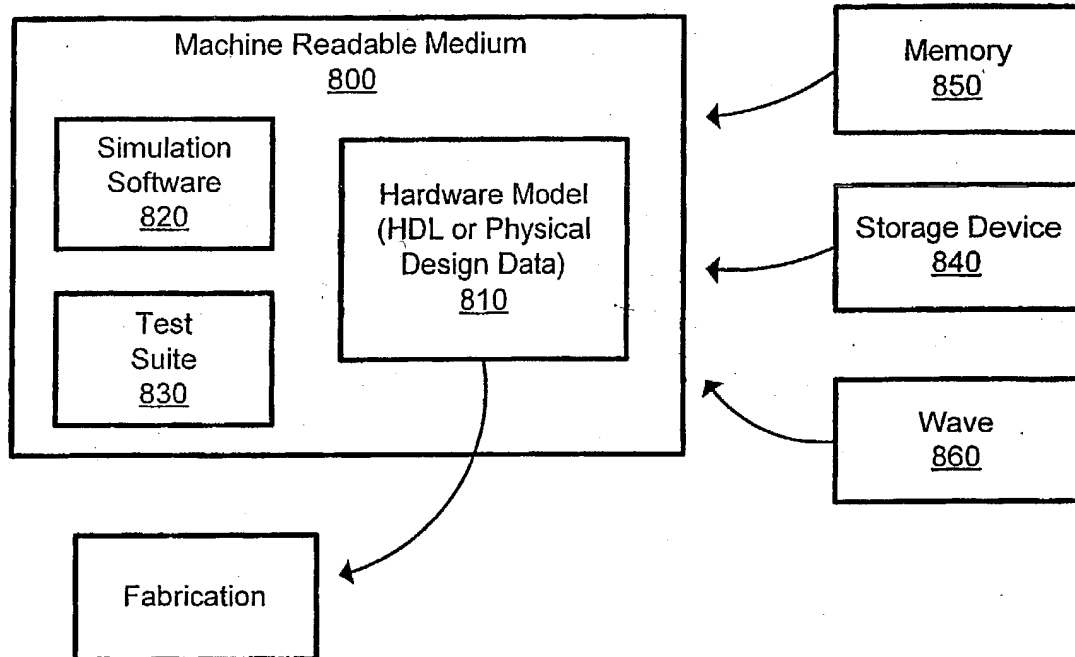 Machine Readable Medium
800
Simulation
Software
820
Test
Suite
830
Hardware Model
(HDL or Physical
Design Data)
810
Memory
850
Storage Device
840
Wave
860
Fabrication